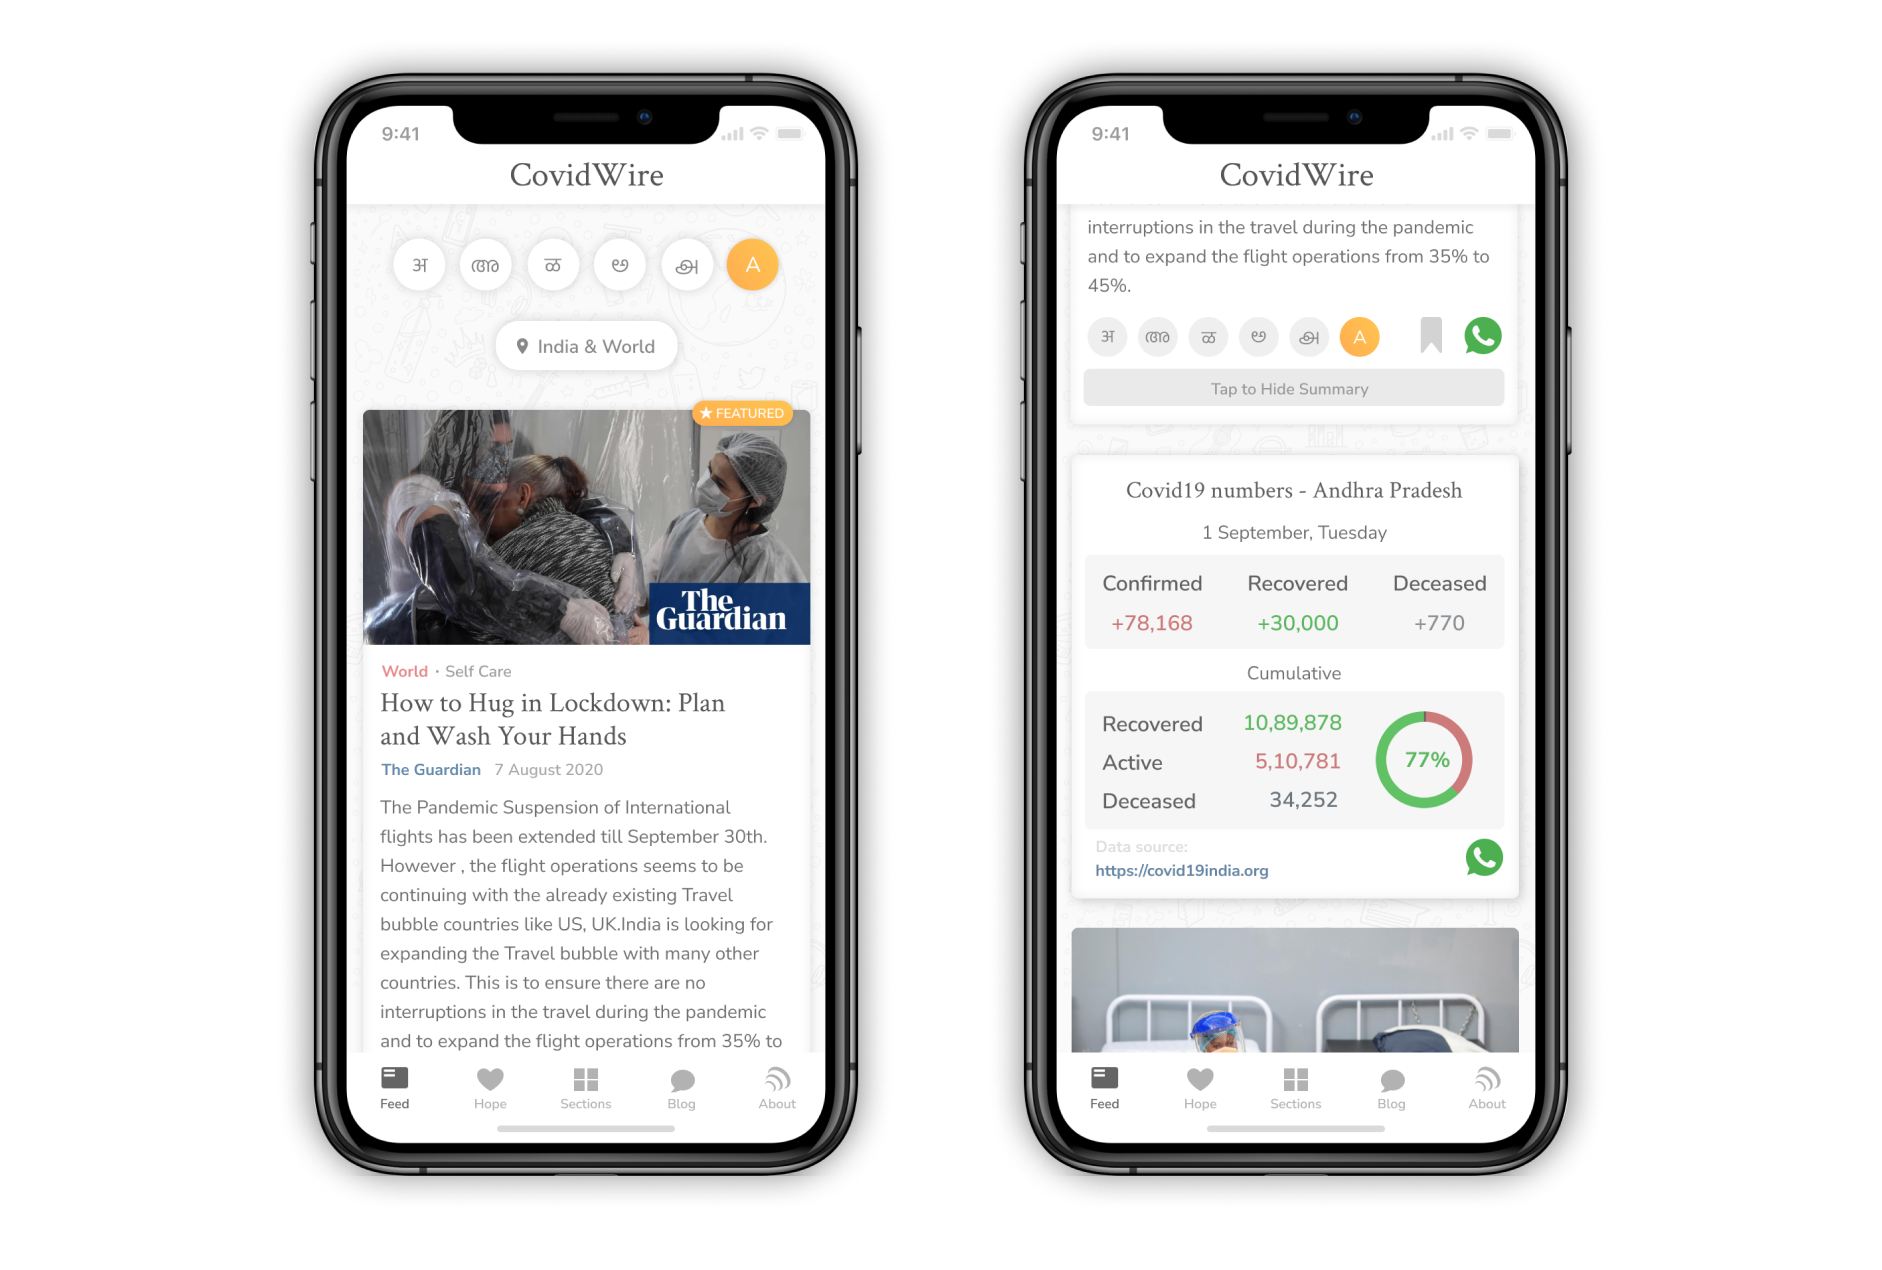 9:41
CovidWire
अ
അ
ळ
అ
அ
A
India & World
★ FEATURED
The
Guardian
World · Self Care
How to Hug in Lockdown: Plan
and Wash Your Hands
The Guardian 7 August 2020
The Pandemic Suspension of International
flights has been extended till September 30th.
However , the flight operations seems to be
continuing with the already existing Travel
bubble countries like US, UK.India is looking for
expanding the Travel bubble with many other
countries. This is to ensure there are no
interruptions in the travel during the pandemic
and to expand the flight operations from 35% to
Feed Hope Sections Blog About
9:41
CovidWire
interruptions in the travel during the pandemic
and to expand the flight operations from 35% to
45%.
अ
അ
ळ
అ
அ
A
Tap to Hide Summary
Covid19 numbers - Andhra Pradesh
1 September, Tuesday
Confirmed Recovered Deceased
+78,168 +30,000 +770
Cumulative
Recovered 10,89,878
Active 5,10,781
Deceased 34,252
77%
Data source:
https://covid19india.org
Feed Hope Sections Blog About